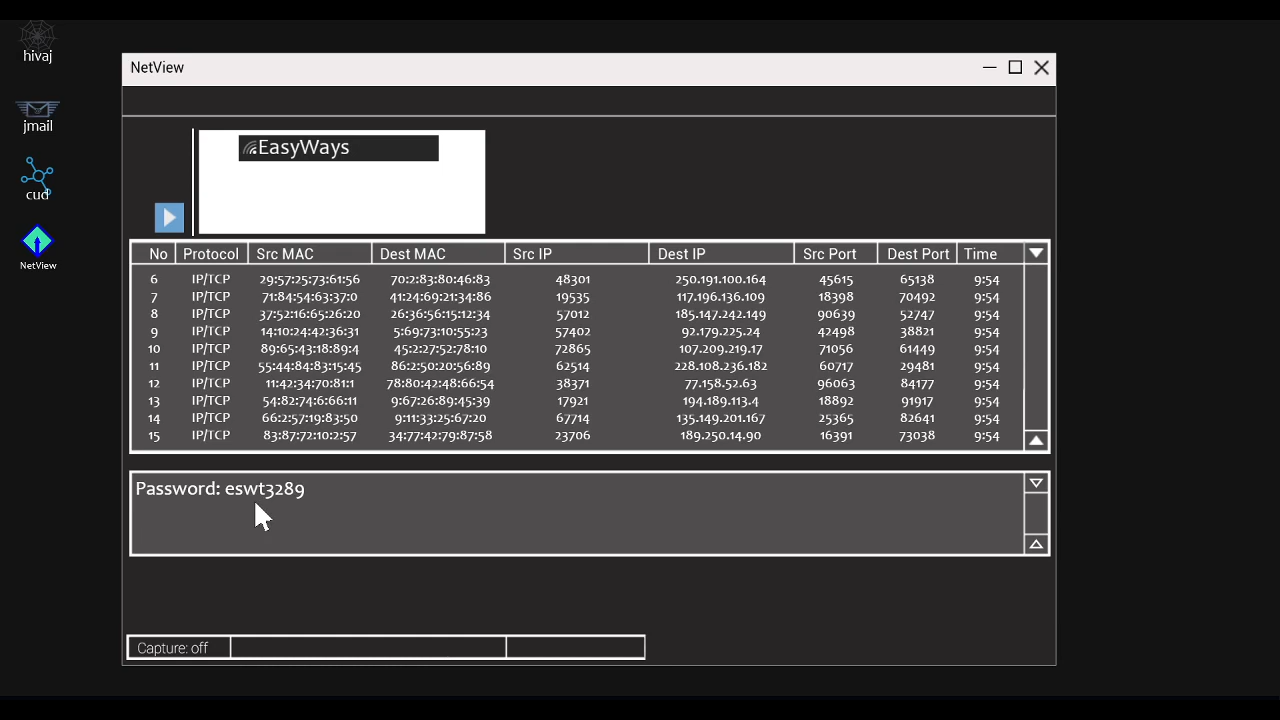 hivaj
jmail
cud
NetView
NetView
EasyWays
No Protocol Src MAC Dest MAC Src IP Dest IP Src Port Dest Port Time
6 IP/TCP 29:57:25:73:61:56 70:2:83:80:46:83 48301 250.191.100.164 45615 65138 9:54
7 IP/TCP 71:84:54:63:37:0 41:24:69:21:34:86 19535 117.196.136.109 18398 70492 9:54
8 IP/TCP 37:52:16:65:26:20 26:36:56:15:12:34 57012 185.147.242.149 90639 52747 9:54
9 IP/TCP 14:10:24:42:36:31 5:69:73:10:55:23 57402 92.179.225.24 42498 38821 9:54
10 IP/TCP 89:65:43:18:89:4 45:2:27:52:78:10 72865 107.209.219.17 71056 61449 9:54
11 IP/TCP 55:44:84:83:15:45 86:2:50:20:56:89 62514 228.108.236.182 60717 29481 9:54
12 IP/TCP 11:42:34:70:81:1 78:80:42:48:66:54 38371 77.158.52.63 96063 84177 9:54
13 IP/TCP 54:82:74:6:66:11 9:67:26:89:45:39 17921 194.189.113.4 18892 91917 9:54
14 IP/TCP 66:2:57:19:83:50 9:11:33:25:67:20 67714 135.149.201.167 25365 82641 9:54
15 IP/TCP 83:87:72:10:2:57 34:77:42:79:87:58 23706 189.250.14.90 16391 73038 9:54
Password: eswt3289
Capture: off